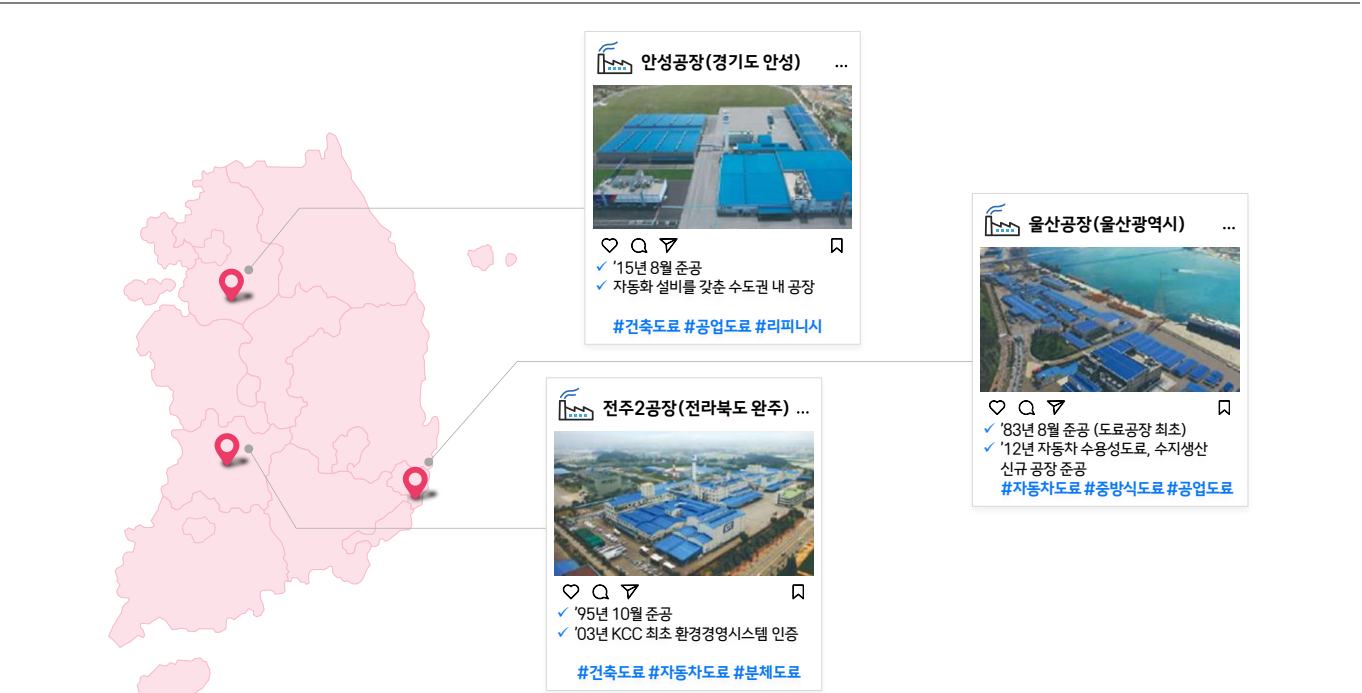 안성공장(경기도 안성) ...
’15년 8월 준공
자동화 설비를 갖춘 수도권 내 공장
#건축도료 #공업도료 #리피니시
울산공장(울산광역시) ...
’83년 8월 준공 (도료공장 최초)
’12년 자동차 수용성도료, 수지생산
신규 공장 준공
#자동차도료 #중방식도료 #공업도료
전주2공장(전라북도 완주) ...
’95년 10월 준공
’03년 KCC 최초 환경경영시스템 인증
#건축도료 #자동차도료 #분체도료